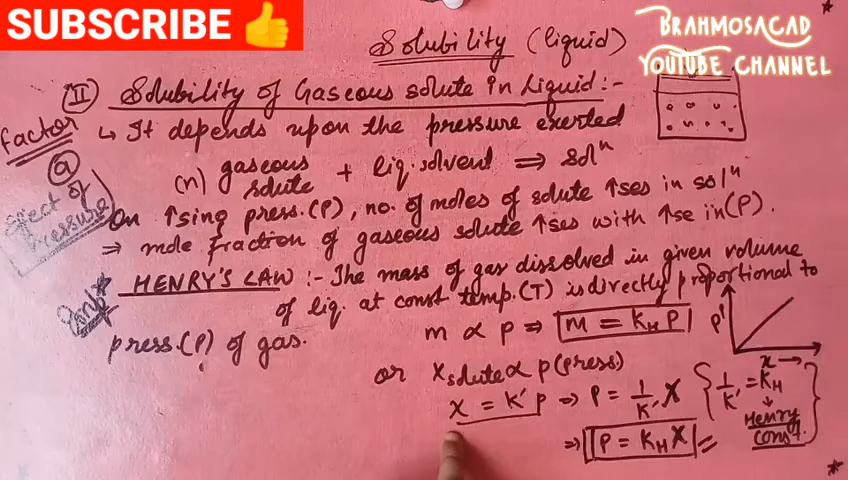 SUBSCRIBE
BRAHMOSACAD
YOUTUBE CHANNEL
Solubility (liquid)
II Solubility of Gaseous solute in Liquid:-
factor
↳ It depends upon the pressure exerted
(n) gaseous solute + liq. solvent ⇒ solⁿ
a
Effect of Pressure
On ↑sing press.(P), no. of moles of solute ↑ses in solⁿ
⇒ mole fraction of gaseous solute ↑ses with ↑se in (P).
HENRY'S LAW :- The mass of gas dissolved in given volume
of liq. at const temp.(T) is directly proportional to
press.(P) of gas.
m ∝ p ⇒ m = K_H P
P↑
x →
or X solute ∝ p (press)
x = K' p ⇒ P = 1/K' X { 1/K' = K_H
↓
Henry
Const. }
⇒ P = K_H X